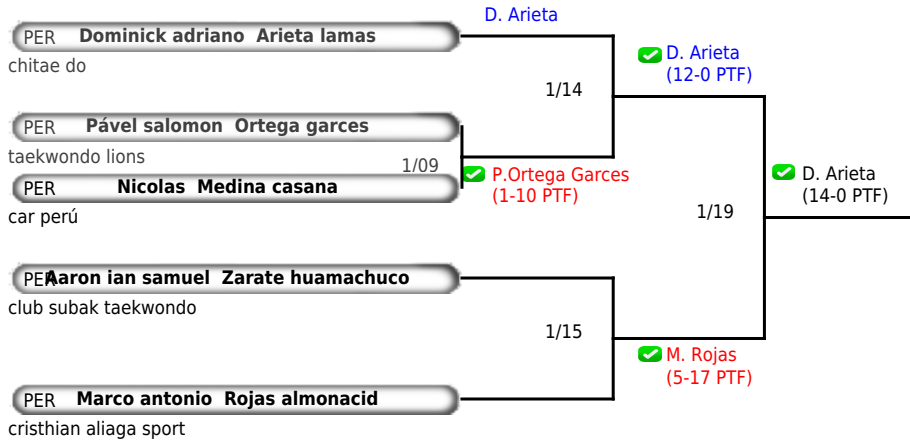 D. Arieta
PER Dominick adriano Arieta lamas
chitae do
D. Arieta
(12-0 PTF)
1/14
PER Pável salomon Ortega garces
taekwondo lions
1/09
P.Ortega Garces
(1-10 PTF)
PER Nicolas Medina casana
car perú
D. Arieta
(14-0 PTF)
1/19
PER Aaron ian samuel Zarate huamachuco
club subak taekwondo
1/15
M. Rojas
(5-17 PTF)
PER Marco antonio Rojas almonacid
cristhian aliaga sport